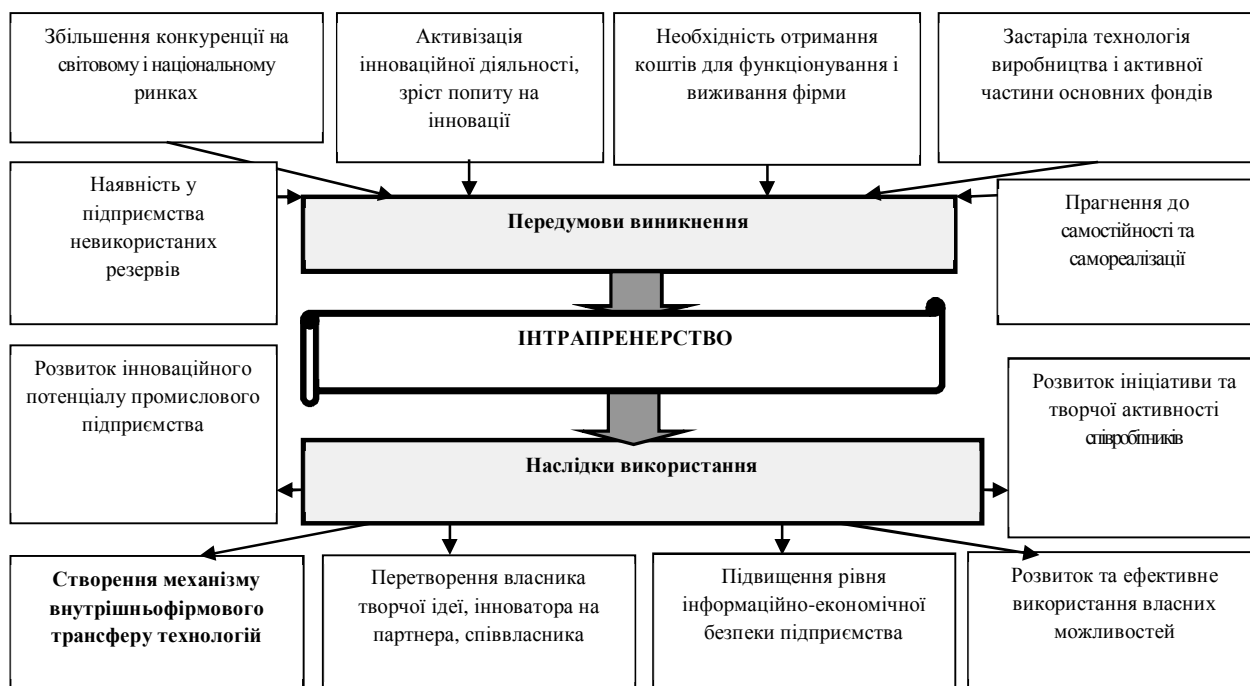 Збільшення конкуренції на
світовому і національному
ринках
Активізація
інноваційної діяльності,
зріст попиту на
інновації
Необхідність отримання
коштів для функціонування і
виживання фірми
Застаріла технологія
виробництва і активної
частини основних фондів
Наявність у
підприємства
невикористаних
резервів
Передумови виникнення
Прагнення до
самостійності та
самореалізації
ІНТРАПРЕНЕРСТВО
Розвиток інноваційного
потенціалу промислового
підприємства
Розвиток ініціативи та
творчої активності
співробітників
Наслідки використання
Створення механізму
внутрішньофірмового
трансферу технологій
Перетворення власника
творчої ідеї, інноватора на
партнера, співвласника
Підвищення рівня
інформаційно-економічної
безпеки підприємства
Розвиток та ефективне
використання власних
можливостей